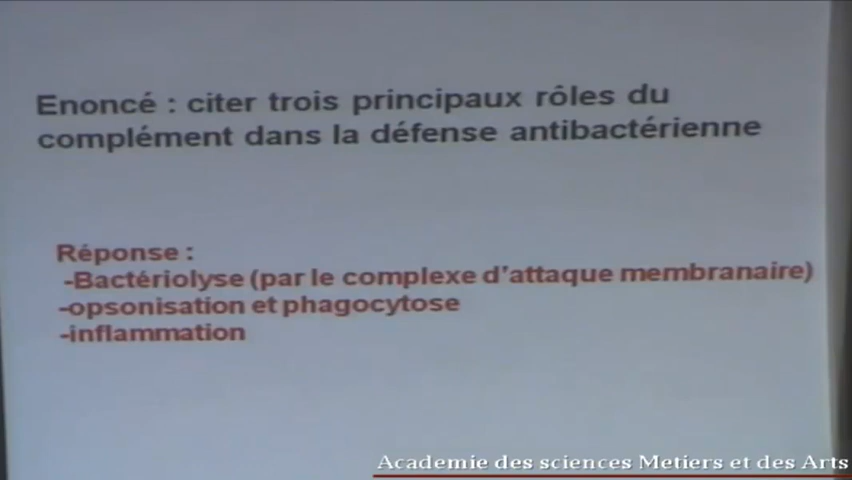 Enoncé : citer trois principaux rôles du
complément dans la défense antibactérienne
Réponse :
-Bactériolyse (par le complexe d'attaque membranaire)
-opsonisation et phagocytose
-inflammation
Academie des sciences Metiers et des Arts